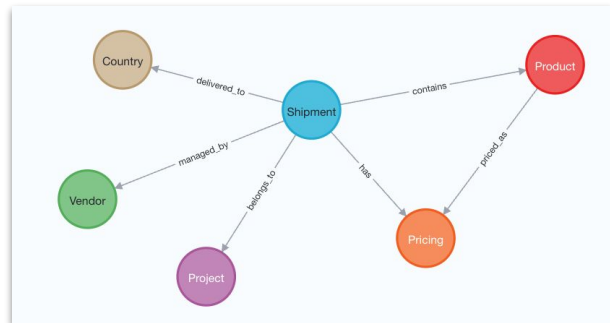 Country
Product
delivered_to
contains
Shipment
managed_by
priced_as
belongs_to
has
Vendor
Pricing
Project